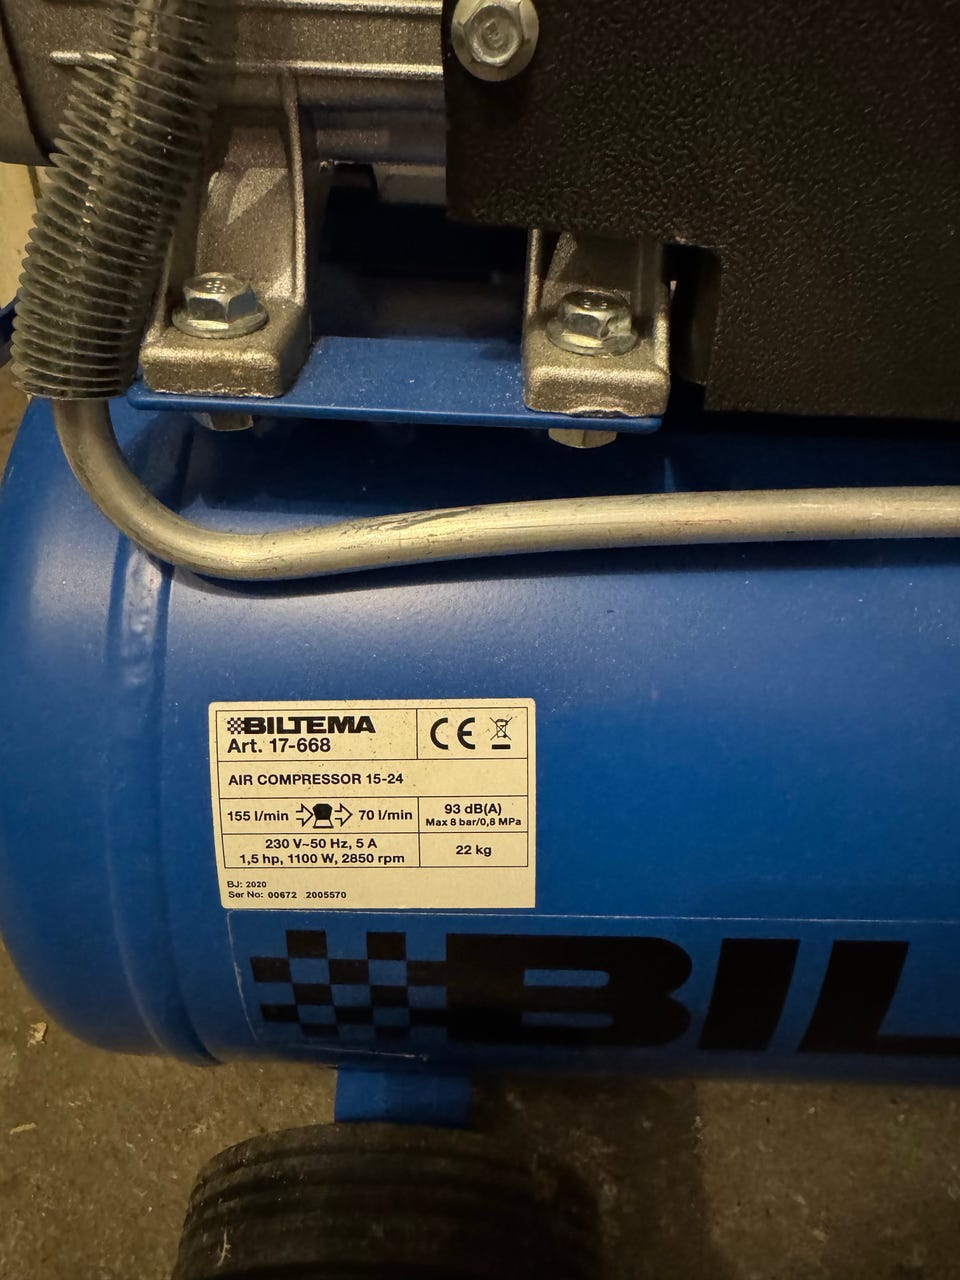 BILTEMA
Art. 17-668
CE
AIR COMPRESSOR 15-24
155 l/min 70 l/min
93 dB(A)
Max 8 bar/0,8 MPa
230 V~50 Hz, 5 A
1,5 hp, 1100 W, 2850 rpm
22 kg
BJ: 2020
Ser No: 00672 2005570
BIL